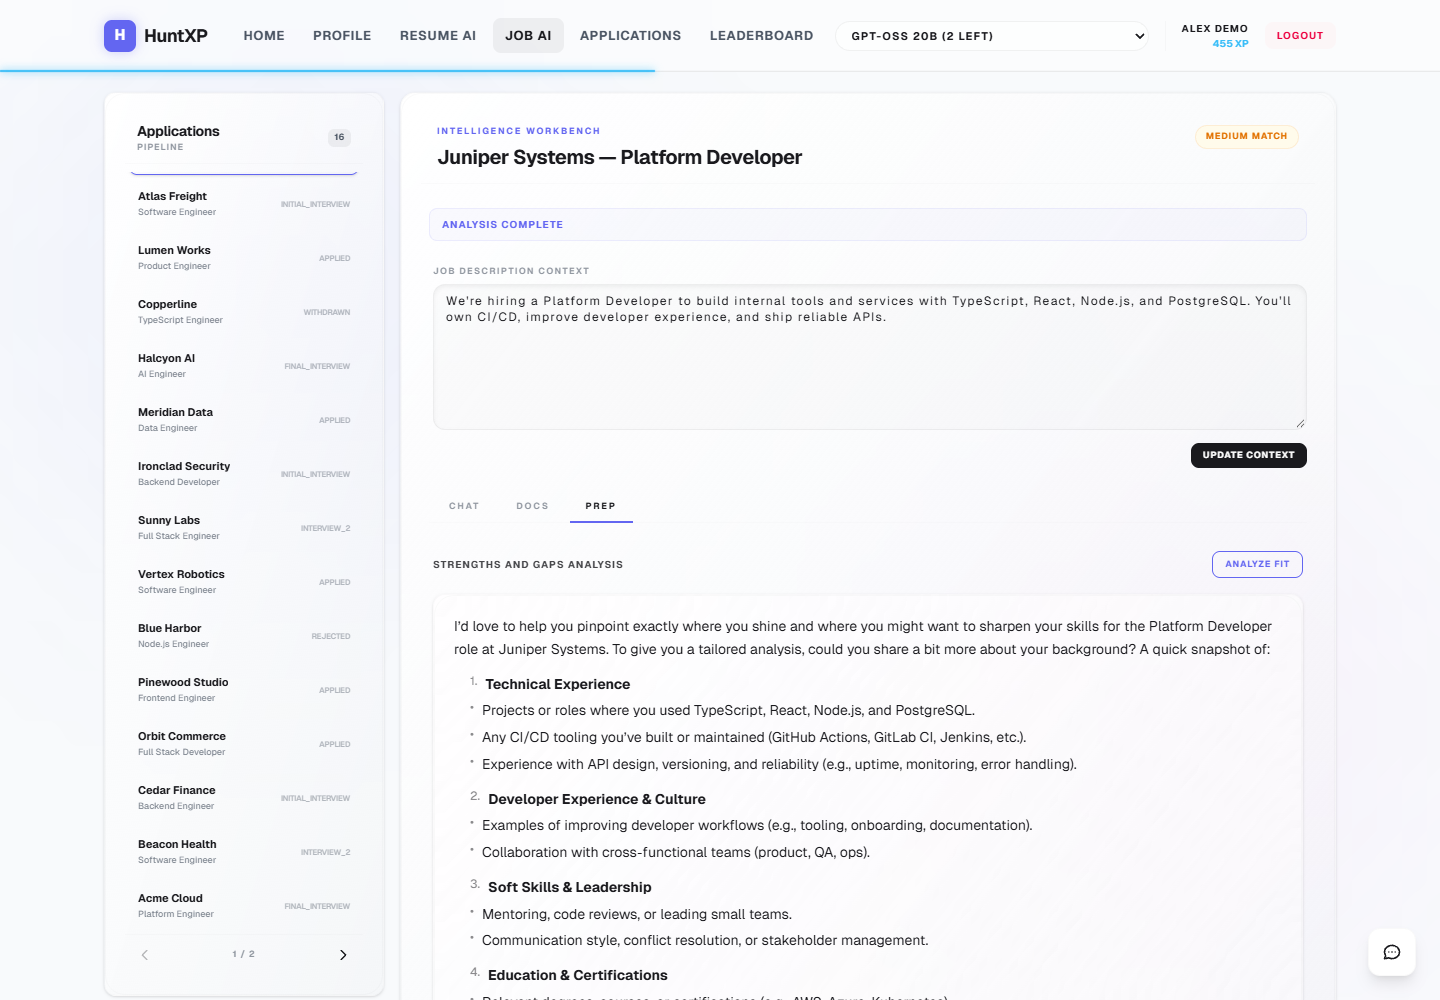 H HuntXP HOME PROFILE RESUME AI JOB AI APPLICATIONS LEADERBOARD GPT-OSS 20B (2 LEFT) ALEX DEMO
455 XP
LOGOUT
Applications
PIPELINE
16
Atlas Freight
Software Engineer
INITIAL_INTERVIEW
Lumen Works
Product Engineer
APPLIED
Copperline
TypeScript Engineer
WITHDRAWN
Halcyon AI
AI Engineer
FINAL_INTERVIEW
Meridian Data
Data Engineer
APPLIED
Ironclad Security
Backend Developer
INITIAL_INTERVIEW
Sunny Labs
Full Stack Engineer
INTERVIEW_2
Vertex Robotics
Software Engineer
APPLIED
Blue Harbor
Node.js Engineer
REJECTED
Pinewood Studio
Frontend Engineer
APPLIED
Orbit Commerce
Full Stack Developer
APPLIED
Cedar Finance
Backend Engineer
INITIAL_INTERVIEW
Beacon Health
Software Engineer
INTERVIEW_2
Acme Cloud
Platform Engineer
FINAL_INTERVIEW
1 / 2
INTELLIGENCE WORKBENCH
Juniper Systems — Platform Developer
MEDIUM MATCH
ANALYSIS COMPLETE
JOB DESCRIPTION CONTEXT
We're hiring a Platform Developer to build internal tools and services with TypeScript, React, Node.js, and PostgreSQL. You'll
own CI/CD, improve developer experience, and ship reliable APIs.
UPDATE CONTEXT
CHAT DOCS PREP
STRENGTHS AND GAPS ANALYSIS
ANALYZE FIT
I'd love to help you pinpoint exactly where you shine and where you might want to sharpen your skills for the Platform Developer
role at Juniper Systems. To give you a tailored analysis, could you share a bit more about your background? A quick snapshot of:
1. Technical Experience
• Projects or roles where you used TypeScript, React, Node.js, and PostgreSQL.
• Any CI/CD tooling you've built or maintained (GitHub Actions, GitLab CI, Jenkins, etc.).
• Experience with API design, versioning, and reliability (e.g., uptime, monitoring, error handling).
2. Developer Experience & Culture
• Examples of improving developer workflows (e.g., tooling, onboarding, documentation).
• Collaboration with cross-functional teams (product, QA, ops).
3. Soft Skills & Leadership
• Mentoring, code reviews, or leading small teams.
• Communication style, conflict resolution, or stakeholder management.
4. Education & Certifications
• Relevant degrees, courses, or certifications (e.g., AWS, Azure, Kubernetes).